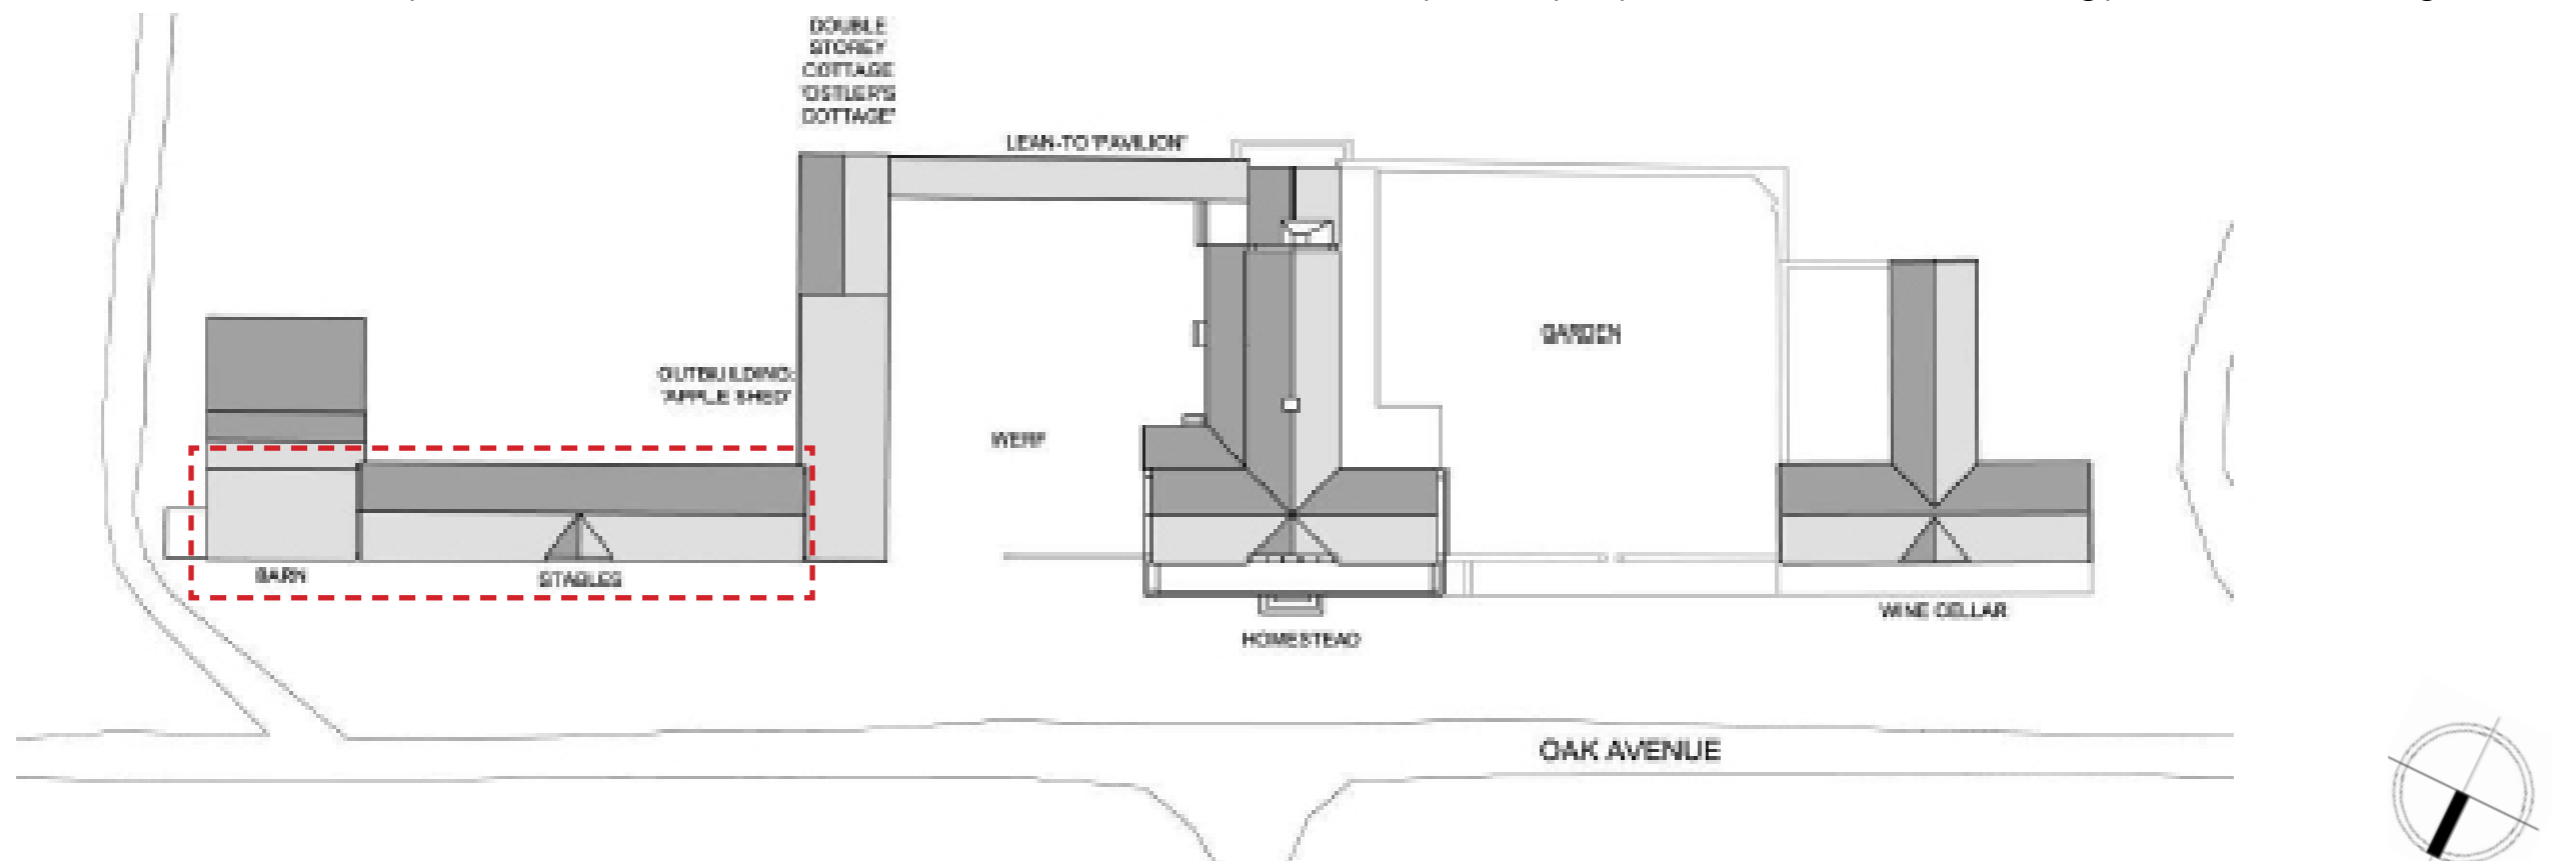 DOUBLE
STOREY
COTTAGE
'OSTLER'S
COTTAGE'
LEAN-TO 'PAVILION'
GARDEN
OUTBUILDING:
'APPLE SHED'
WERF
BARN
STABLES
WINE CELLAR
HOMESTEAD
OAK AVENUE